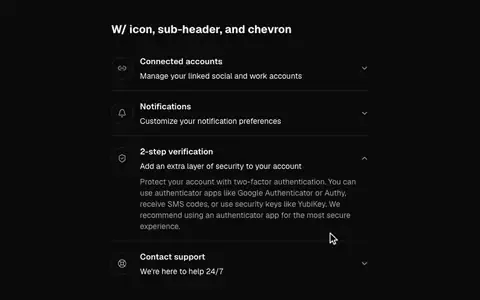 W/ icon, sub-header, and chevron
Connected accounts
Manage your linked social and work accounts
Notifications
Customize your notification preferences
2-step verification
Add an extra layer of security to your account
Protect your account with two-factor authentication. You can
use authenticator apps like Google Authenticator or Authy,
receive SMS codes, or use security keys like YubiKey. We
recommend using an authenticator app for the most secure
experience.
Contact support
We're here to help 24/7